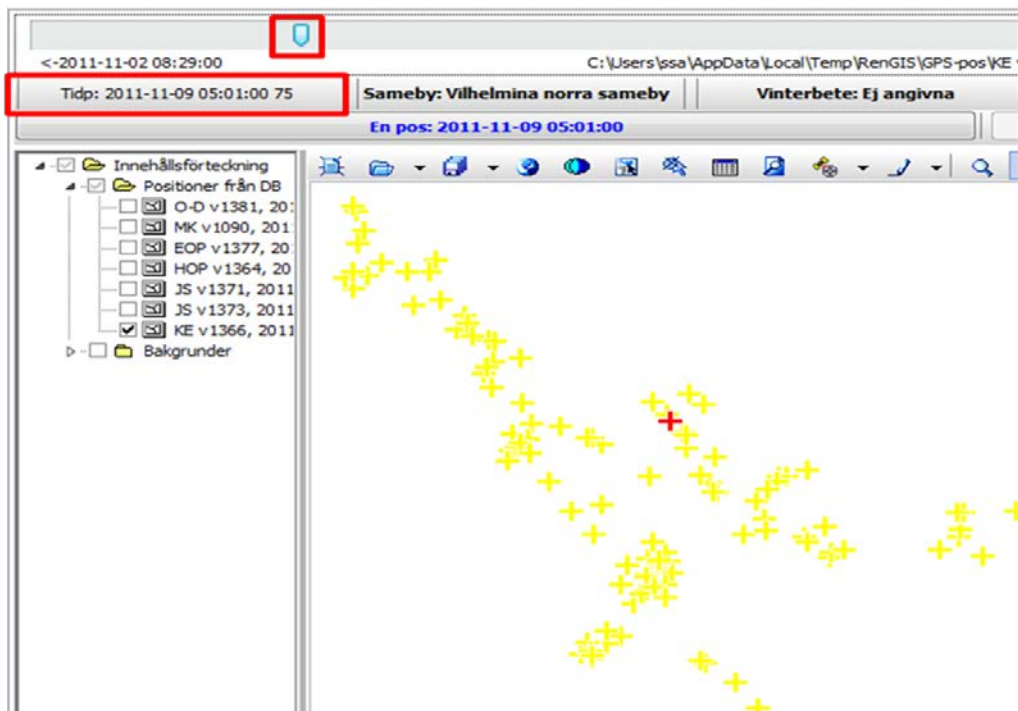 <-2011-11-02 08:29:00 C:\Users\ssa\AppData\Local\Temp\RenGIS\GPS-pos\KE
Tidp: 2011-11-09 05:01:00 75 Sameby: Vilhelmina norra sameby Vinterbete: Ej angivna
En pos: 2011-11-09 05:01:00
Innehållsförteckning
Positioner från DB
O-D v1381, 201
MK v1090, 201
EOP v1377, 20
HOP v1364, 20
JS v1371, 2011
JS v1373, 2011
KE v1366, 2011
Bakgrunder